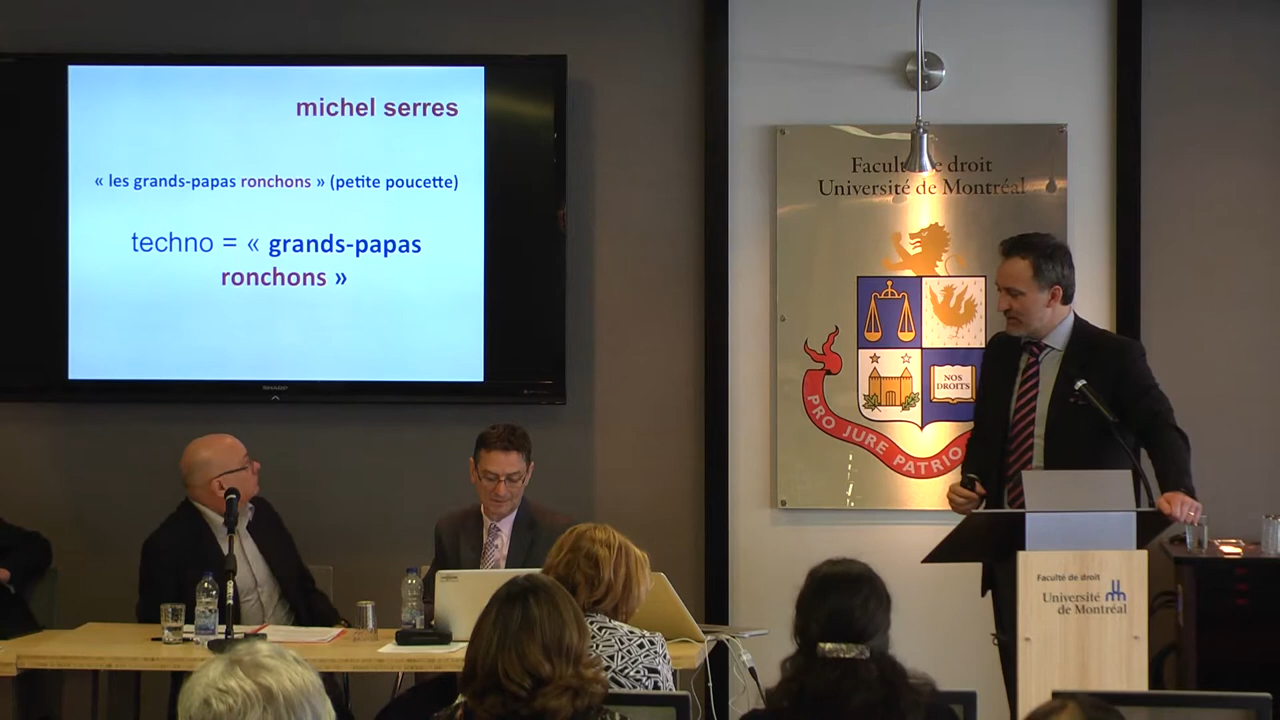 michel serres
« les grands-papas ronchons » (petite poucette)
techno = « grands-papas
ronchons »
SHARP
Faculté de droit
Université de Montréal
NOS
DROITS
PRO JURE PATRIO
Faculté de droit
Université
de Montréal